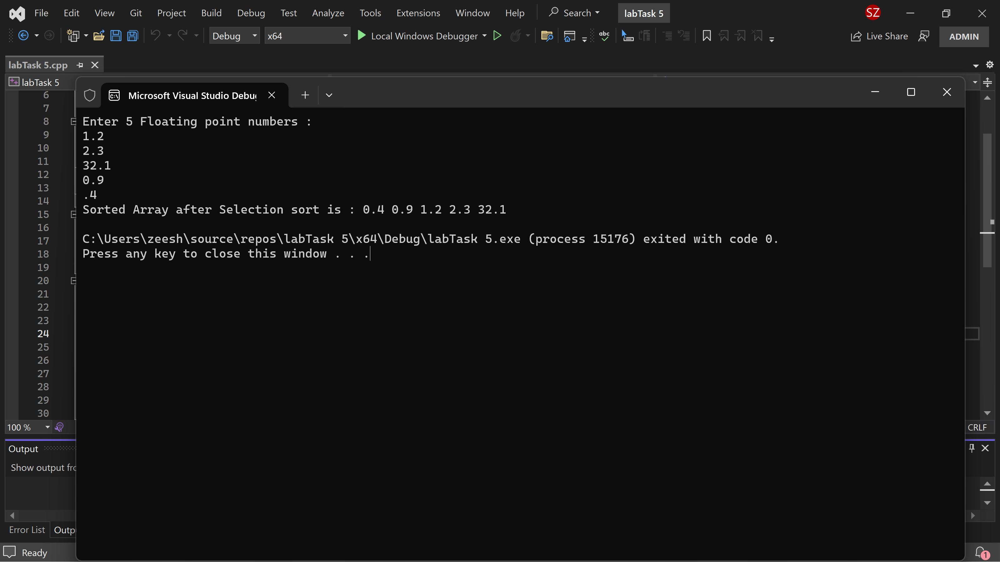 File Edit View Git Project Build Debug Test Analyze Tools Extensions Window Help Search labTask 5 SZ
Debug x64 Local Windows Debugger abc Live Share ADMIN
labTask 5.cpp
labTask 5
Microsoft Visual Studio Debug
6
7
8
9
10
11
12
13
14
15
16
17
18
19
20
21
22
23
24
25
26
27
28
29
30
Enter 5 Floating point numbers :
1.2
2.3
32.1
0.9
.4
Sorted Array after Selection sort is : 0.4 0.9 1.2 2.3 32.1
C:\Users\zeesh\source\repos\labTask 5\x64\Debug\labTask 5.exe (process 15176) exited with code 0.
Press any key to close this window . . .
100 % CRLF
Output
Show output
Error List
Ready 1